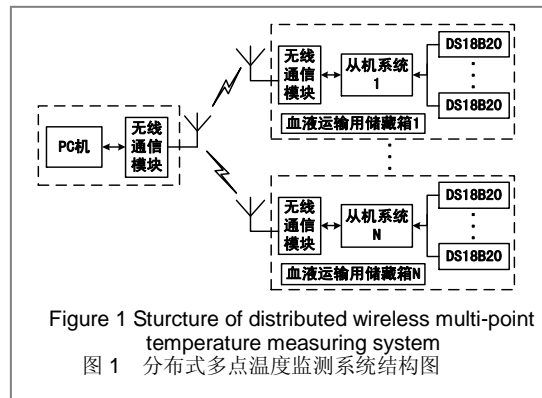 DS18B20
无线
通信
模块
从机系统
1
DS18B20
血液运输用储藏箱1
PC机
无线
通信
模块
DS18B20
无线
通信
模块
从机系统
N
DS18B20
血液运输用储藏箱N
Figure 1 Sturcture of distributed wireless multi-point
temperature measuring system
图 1 分布式多点温度监测系统结构图